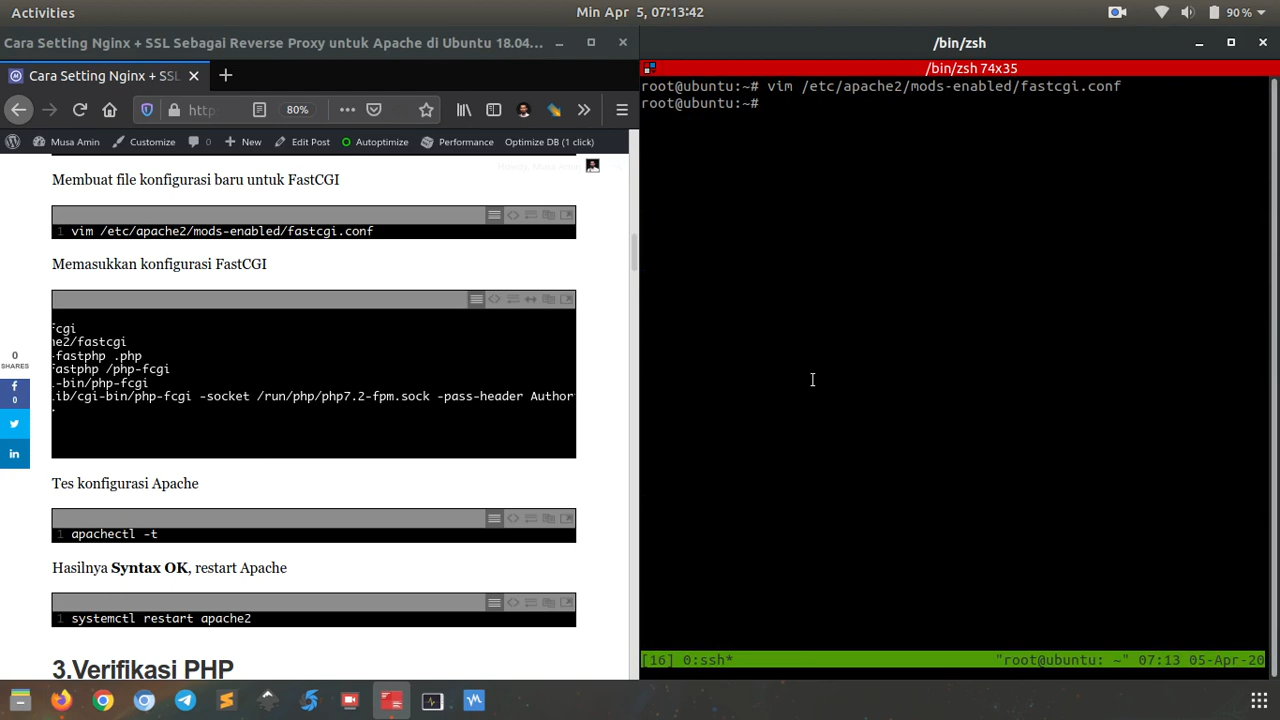 Activities
Min Apr 5, 07:13:42
90 %
Cara Setting Nginx + SSL Sebagai Reverse Proxy untuk Apache di Ubuntu 18.04...
/bin/zsh
Cara Setting Nginx + SSL
/bin/zsh 74x35
http
80%
root@ubuntu:~# vim /etc/apache2/mods-enabled/fastcgi.conf
root@ubuntu:~#
Musa Amin
Customize
0
New
Edit Post
Autoptimize
Performance
Optimize DB (1 click)
Membuat file konfigurasi baru untuk FastCGI
1 vim /etc/apache2/mods-enabled/fastcgi.conf
Memasukkan konfigurasi FastCGI
fcgi
he2/fastcgi
-fastphp .php
fastphp /php-fcgi
-bin/php-fcgi
lib/cgi-bin/php-fcgi -socket /run/php/php7.2-fpm.sock -pass-header Author
0
SHARES
0
Tes konfigurasi Apache
1 apachectl -t
Hasilnya Syntax OK, restart Apache
1 systemctl restart apache2
3.Verifikasi PHP
[16] 0:ssh*
"root@ubuntu: ~" 07:13 05-Apr-20